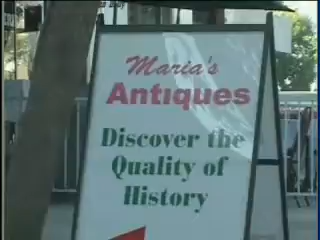 Maria's
Antiques
Discover the
Quality of
History